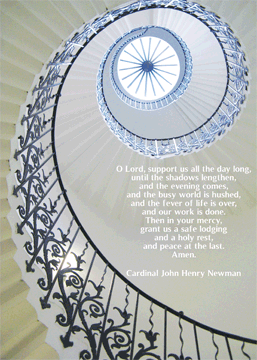 O Lord, support us all the day long,
until the shadows lengthen,
and the evening comes,
and the busy world is hushed,
and the fever of life is over,
and our work is done.
Then in your mercy,
grant us a safe lodging
and a holy rest,
and peace at the last.
Amen.
Cardinal John Henry Newman